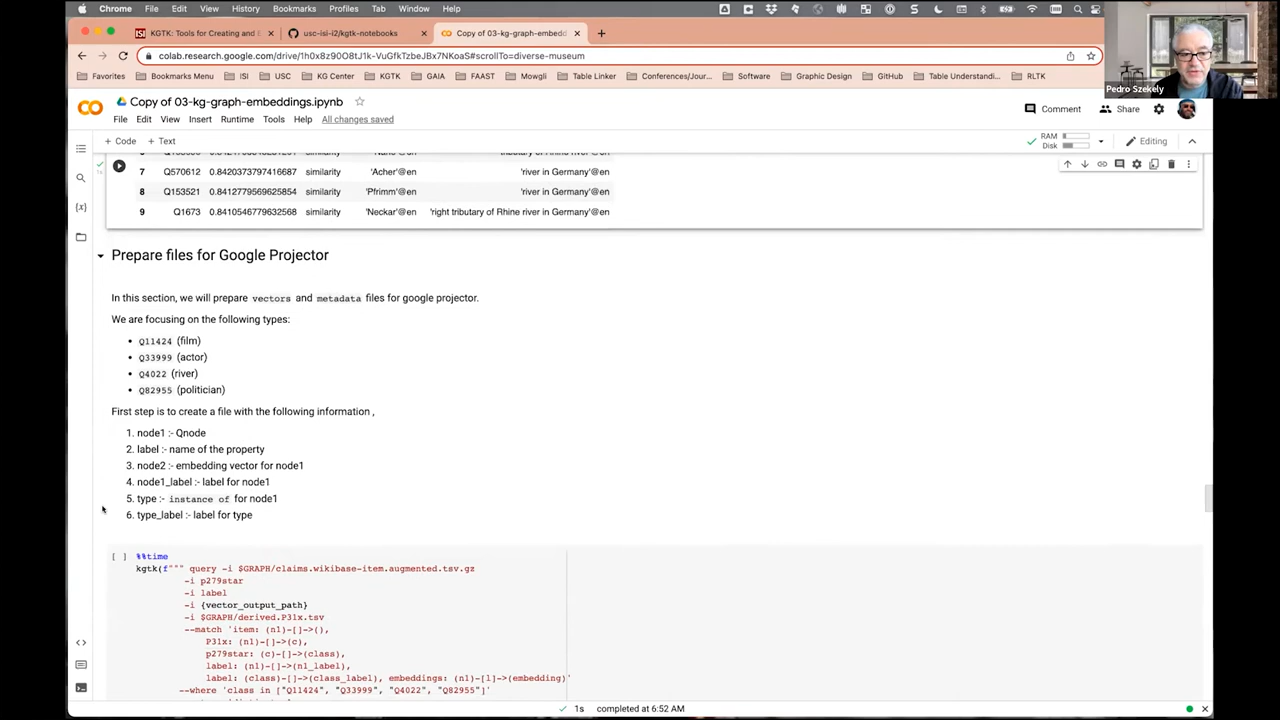 Chrome File Edit View History Bookmarks Profiles Tab Window Help
KGTK: Tools for Creating and E
usc-isi-i2/kgtk-notebooks
Copy of 03-kg-graph-embedd
colab.research.google.com/drive/1h0x8z90O8tJ1k-VuGfkTzbeJBx7NKoaS#scrollTo=diverse-museum
Favorites Bookmarks Menu ISI USC KG Center KGTK GAIA FAAST Mowgli Table Linker Conferences/Jour... Software Graphic Design GitHub Table Understandi... RLTK
Pedro Szekely
Copy of 03-kg-graph-embeddings.ipynb
Comment Share
File Edit View Insert Runtime Tools Help All changes saved
+ Code + Text
RAM
Disk
Editing
7 Q570612 0.8420373797416687 similarity 'Acher'@en 'river in Germany'@en
8 Q153521 0.8412779569625854 similarity 'Pfrimm'@en 'river in Germany'@en
9 Q1673 0.8410546779632568 similarity 'Neckar'@en 'right tributary of Rhine river in Germany'@en
Prepare files for Google Projector
In this section, we will prepare vectors and metadata files for google projector.
We are focusing on the following types:
• Q11424 (film)
• Q33999 (actor)
• Q4022 (river)
• Q82955 (politician)
First step is to create a file with the following information ,
1. node1 :- Qnode
2. label :- name of the property
3. node2 :- embedding vector for node1
4. node1_label :- label for node1
5. type :- instance of for node1
6. type_label :- label for type
[ ] %%time
kgtk(f""" query -i $GRAPH/claims.wikibase-item.augmented.tsv.gz
-i p279star
-i label
-i {vector_output_path}
-i $GRAPH/derived.P31x.tsv
--match 'item: (n1)-[]->(),
P31x: (n1)-[]->(c),
p279star: (c)-[]->(class),
label: (n1)-[]->(n1_label),
label: (class)-[]->(class_label), embeddings: (n1)-[l]->(embedding)'
--where 'class in ["Q11424", "Q33999", "Q4022", "Q82955"]'
1s completed at 6:52 AM